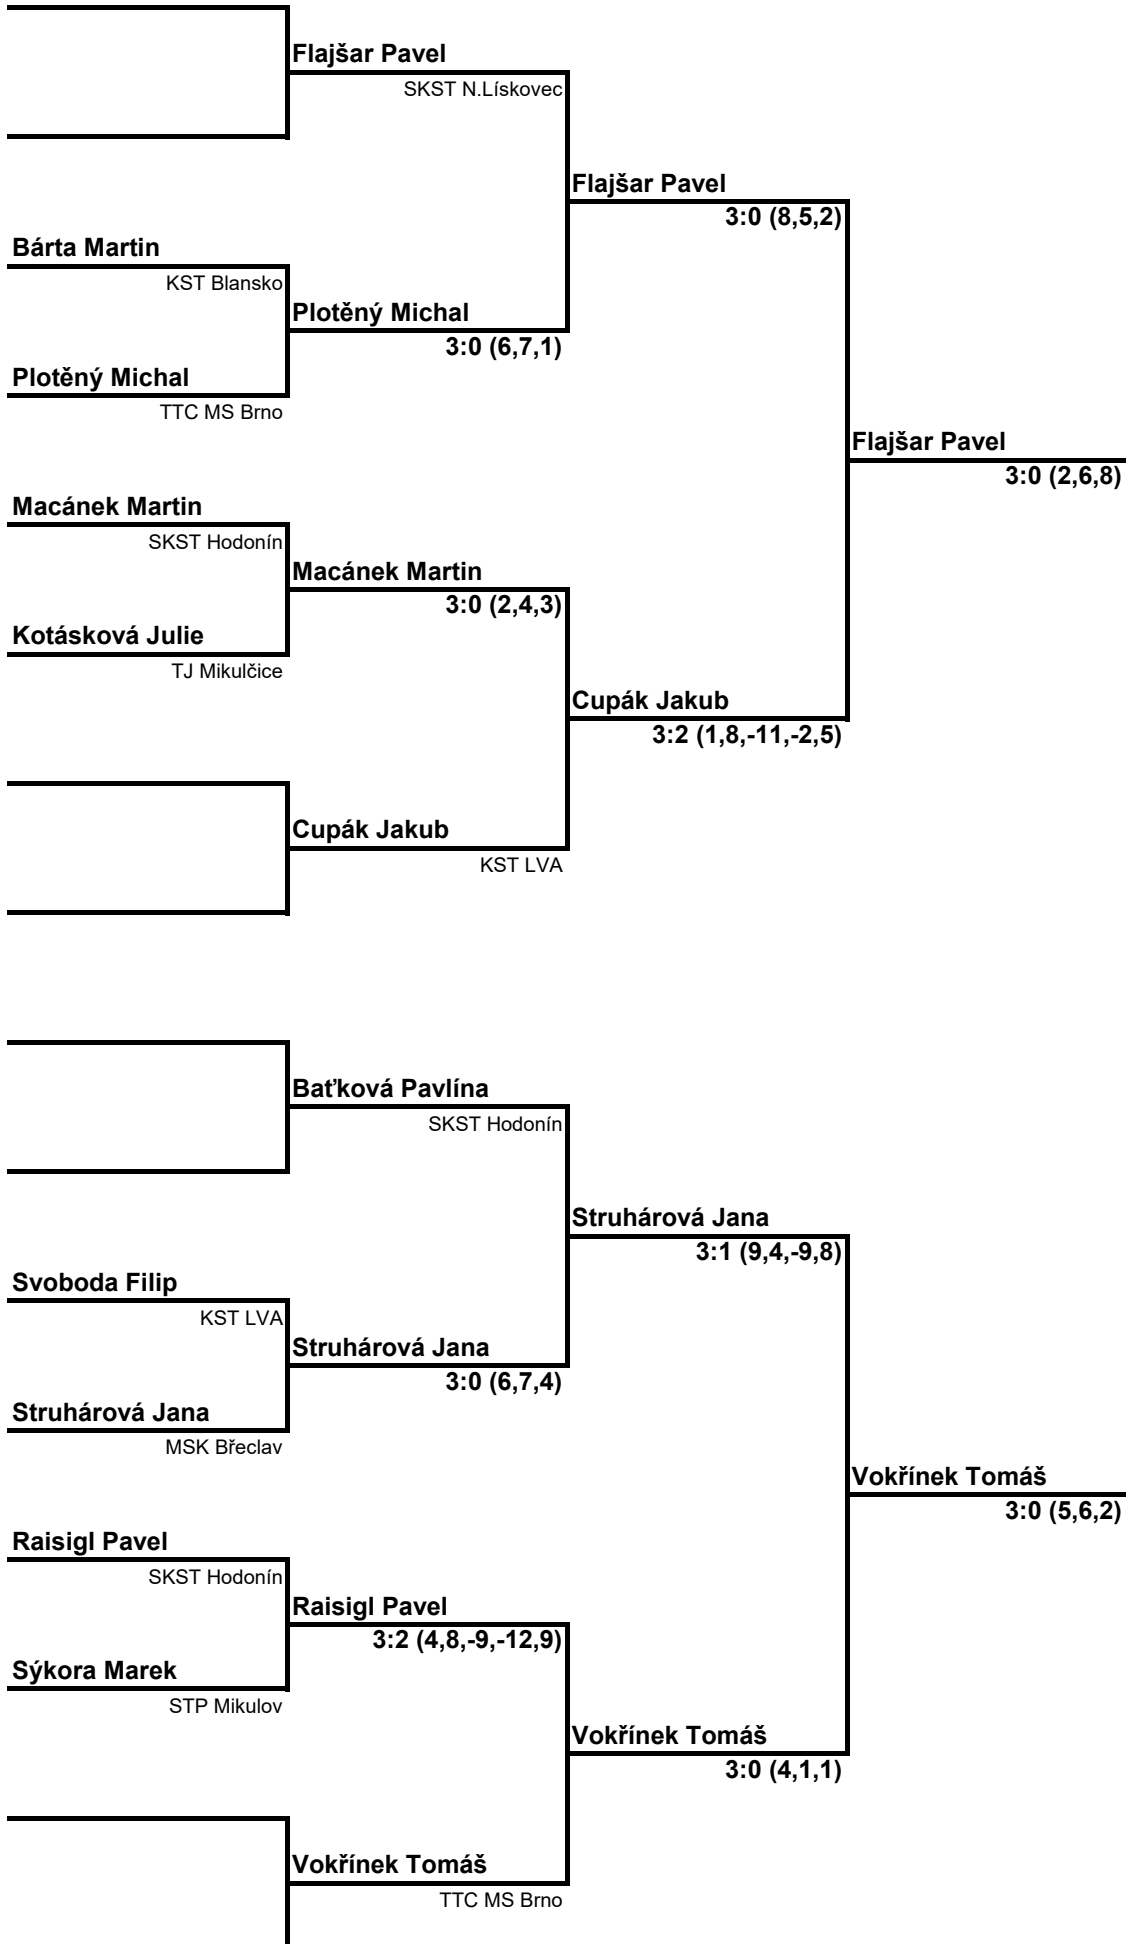 Flajšar Pavel
SKST N.Lískovec
Flajšar Pavel
3:0 (8,5,2)
Bárta Martin
KST Blansko
Plotěný Michal
3:0 (6,7,1)
Plotěný Michal
TTC MS Brno
Flajšar Pavel
3:0 (2,6,8)
Macánek Martin
SKST Hodonín
Macánek Martin
3:0 (2,4,3)
Kotásková Julie
TJ Mikulčice
Cupák Jakub
3:2 (1,8,-11,-2,5)
Cupák Jakub
KST LVA
Baťková Pavlína
SKST Hodonín
Struhárová Jana
3:1 (9,4,-9,8)
Svoboda Filip
KST LVA
Struhárová Jana
3:0 (6,7,4)
Struhárová Jana
MSK Břeclav
Vokřínek Tomáš
3:0 (5,6,2)
Raisigl Pavel
SKST Hodonín
Raisigl Pavel
3:2 (4,8,-9,-12,9)
Sýkora Marek
STP Mikulov
Vokřínek Tomáš
3:0 (4,1,1)
Vokřínek Tomáš
TTC MS Brno